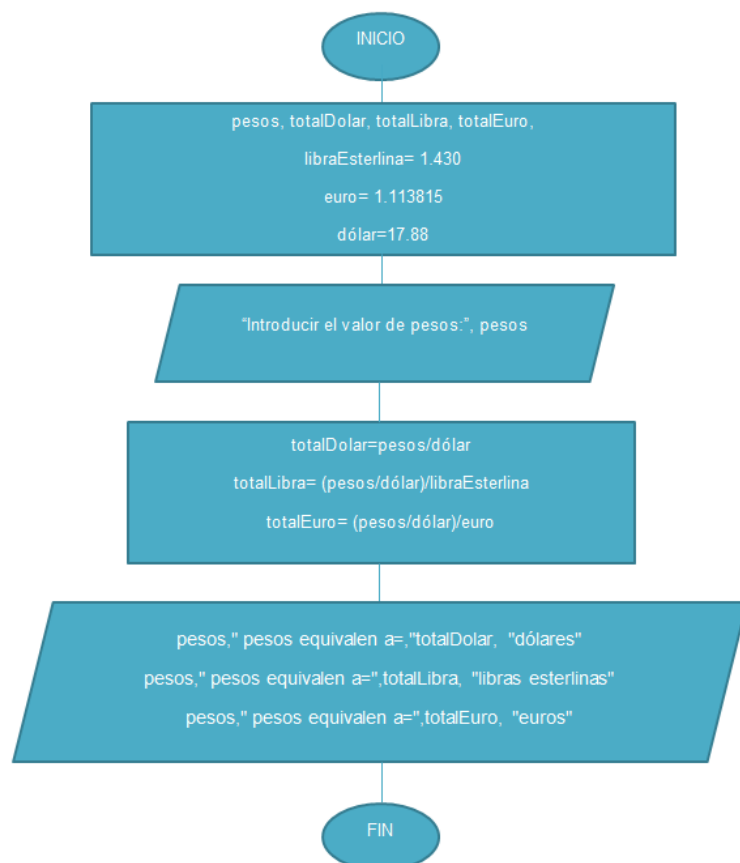 INICIO
pesos, totalDolar, totalLibra, totalEuro,
libraEsterlina= 1.430
euro= 1.113815
dólar=17.88
“Introducir el valor de pesos:”, pesos
totalDolar=pesos/dólar
totalLibra= (pesos/dólar)/libraEsterlina
totalEuro= (pesos/dólar)/euro
pesos," pesos equivalen a=,"totalDolar, "dólares"
pesos," pesos equivalen a=",totalLibra, "libras esterlinas"
pesos," pesos equivalen a=",totalEuro, "euros"
FIN